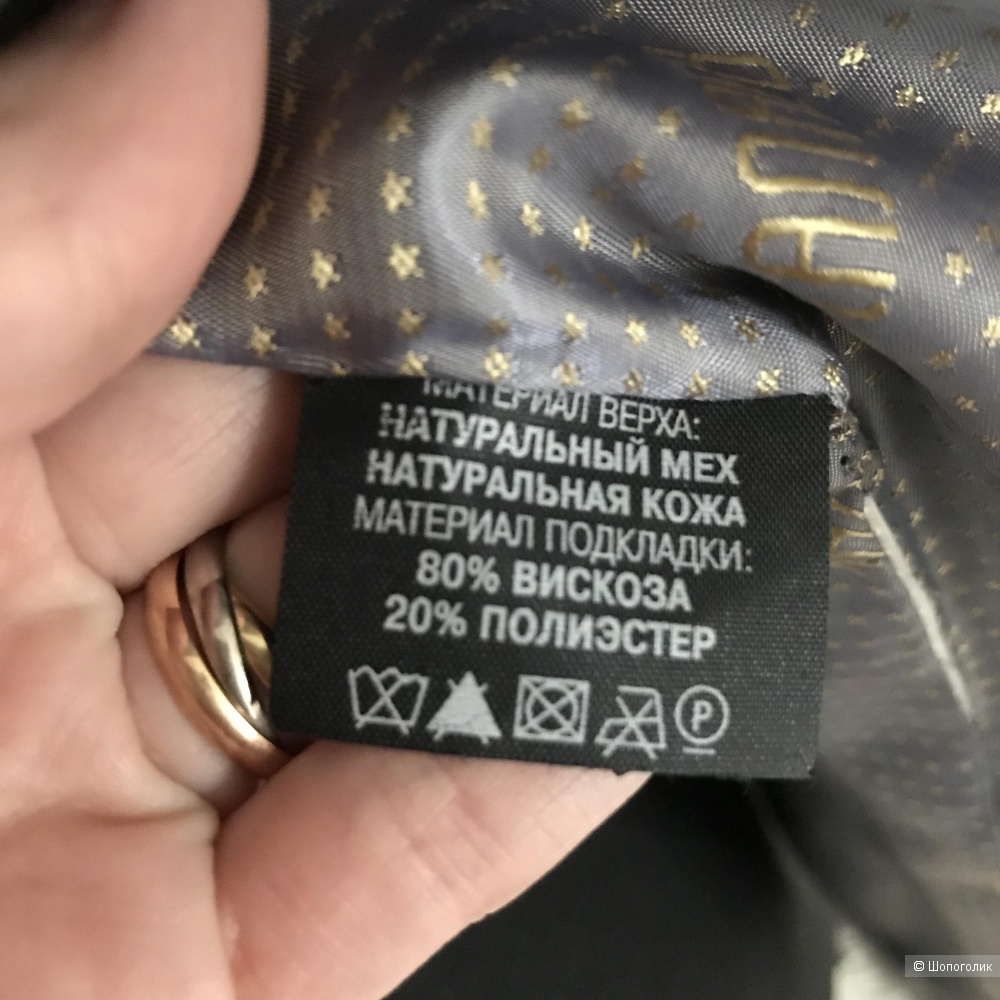 МАТЕРИАЛ ВЕРХА:
НАТУРАЛЬНЫЙ МЕХ
НАТУРАЛЬНАЯ КОЖА
МАТЕРИАЛ ПОДКЛАДКИ:
80% ВИСКОЗА
20% ПОЛИЭСТЕР
P
© Шопоголик